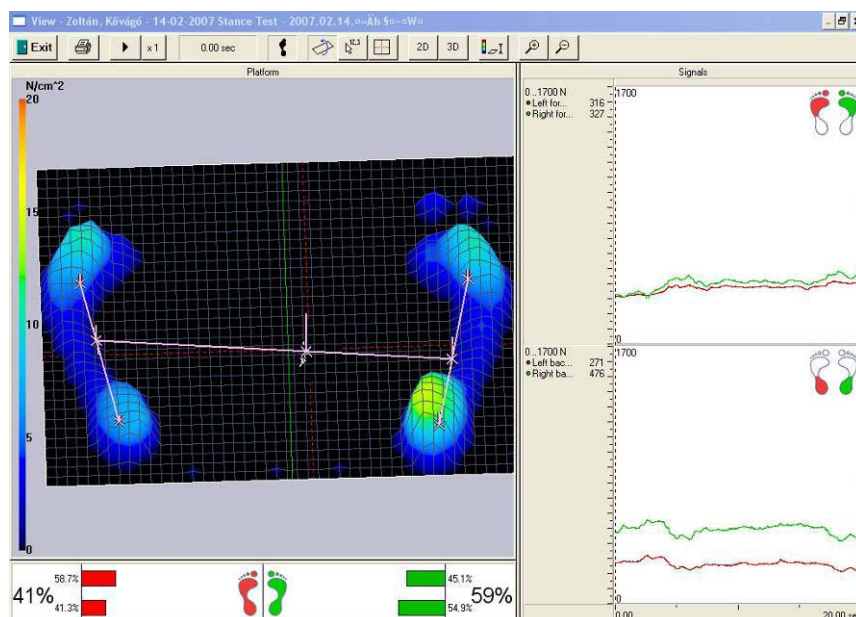 View - Zoltán, Kővágó - 14-02-2007 Stance Test - 2007.02.14.
Exit
x 1
0.00 sec
2D
3D
Platform
Signals
N/cm^2
20
15
10
5
0
0 ..1700 N
Left for... 316
Right for... 327
1700
0
0 ..1700 N
Left bac... 271
Right ba... 476
1700
0
0.00
20.00 sec
41%
58.7%
41.3%
45.1%
54.9%
59%